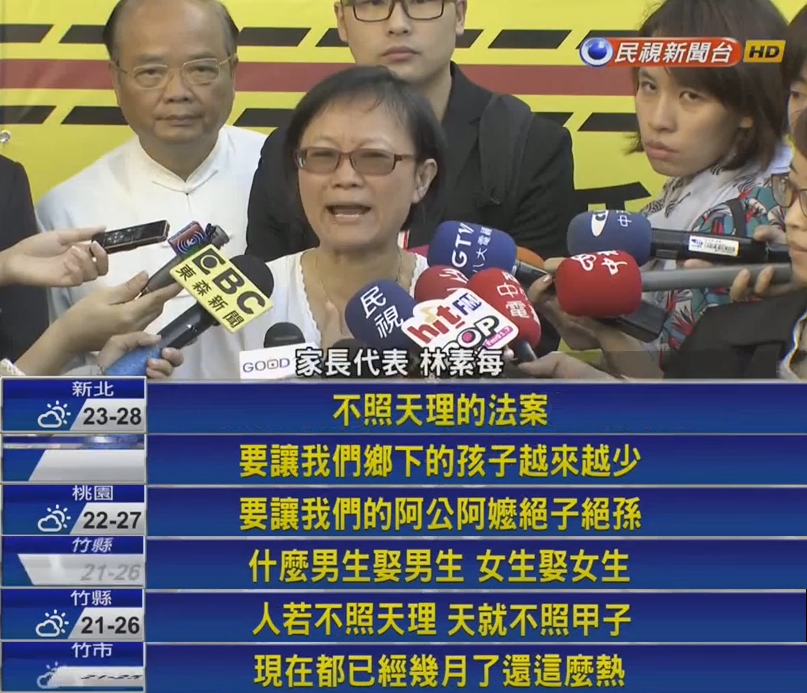 民視新聞台 HD
GTV
八大電視
中
民視
hit FM
POP
中視
中電
CBC
東森新聞
GOOD
家長代表 林素每
新北
23-28
不照天理的法案
要讓我們鄉下的孩子越來越少
桃園
22-27
要讓我們的阿公阿嬤絕子絕孫
竹縣
21-26
什麼男生娶男生 女生娶女生
竹縣
21-26
人若不照天理 天就不照甲子
竹市
現在都已經幾月了還這麼熱